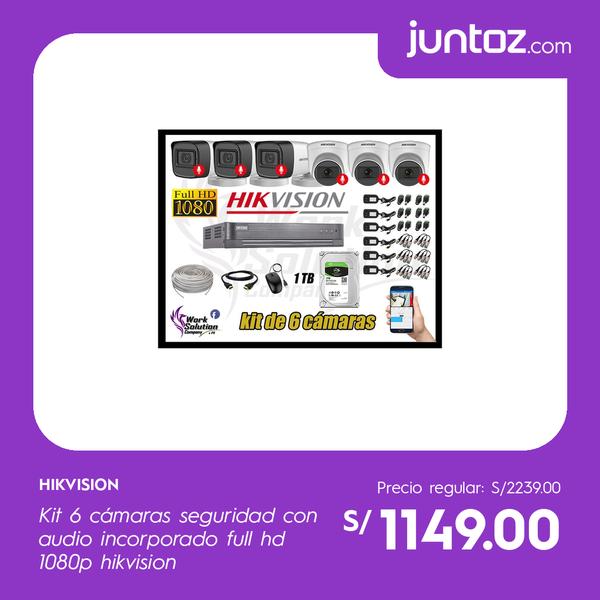 juntoz.com
Full HD
1080
HIKVISION
1 TB
Work
Solution
Company
kit de 6 cámaras
HIKVISION
Kit 6 cámaras seguridad con
audio incorporado full hd
1080p hikvision
Precio regular: S/2239.00
S/ 1149.00